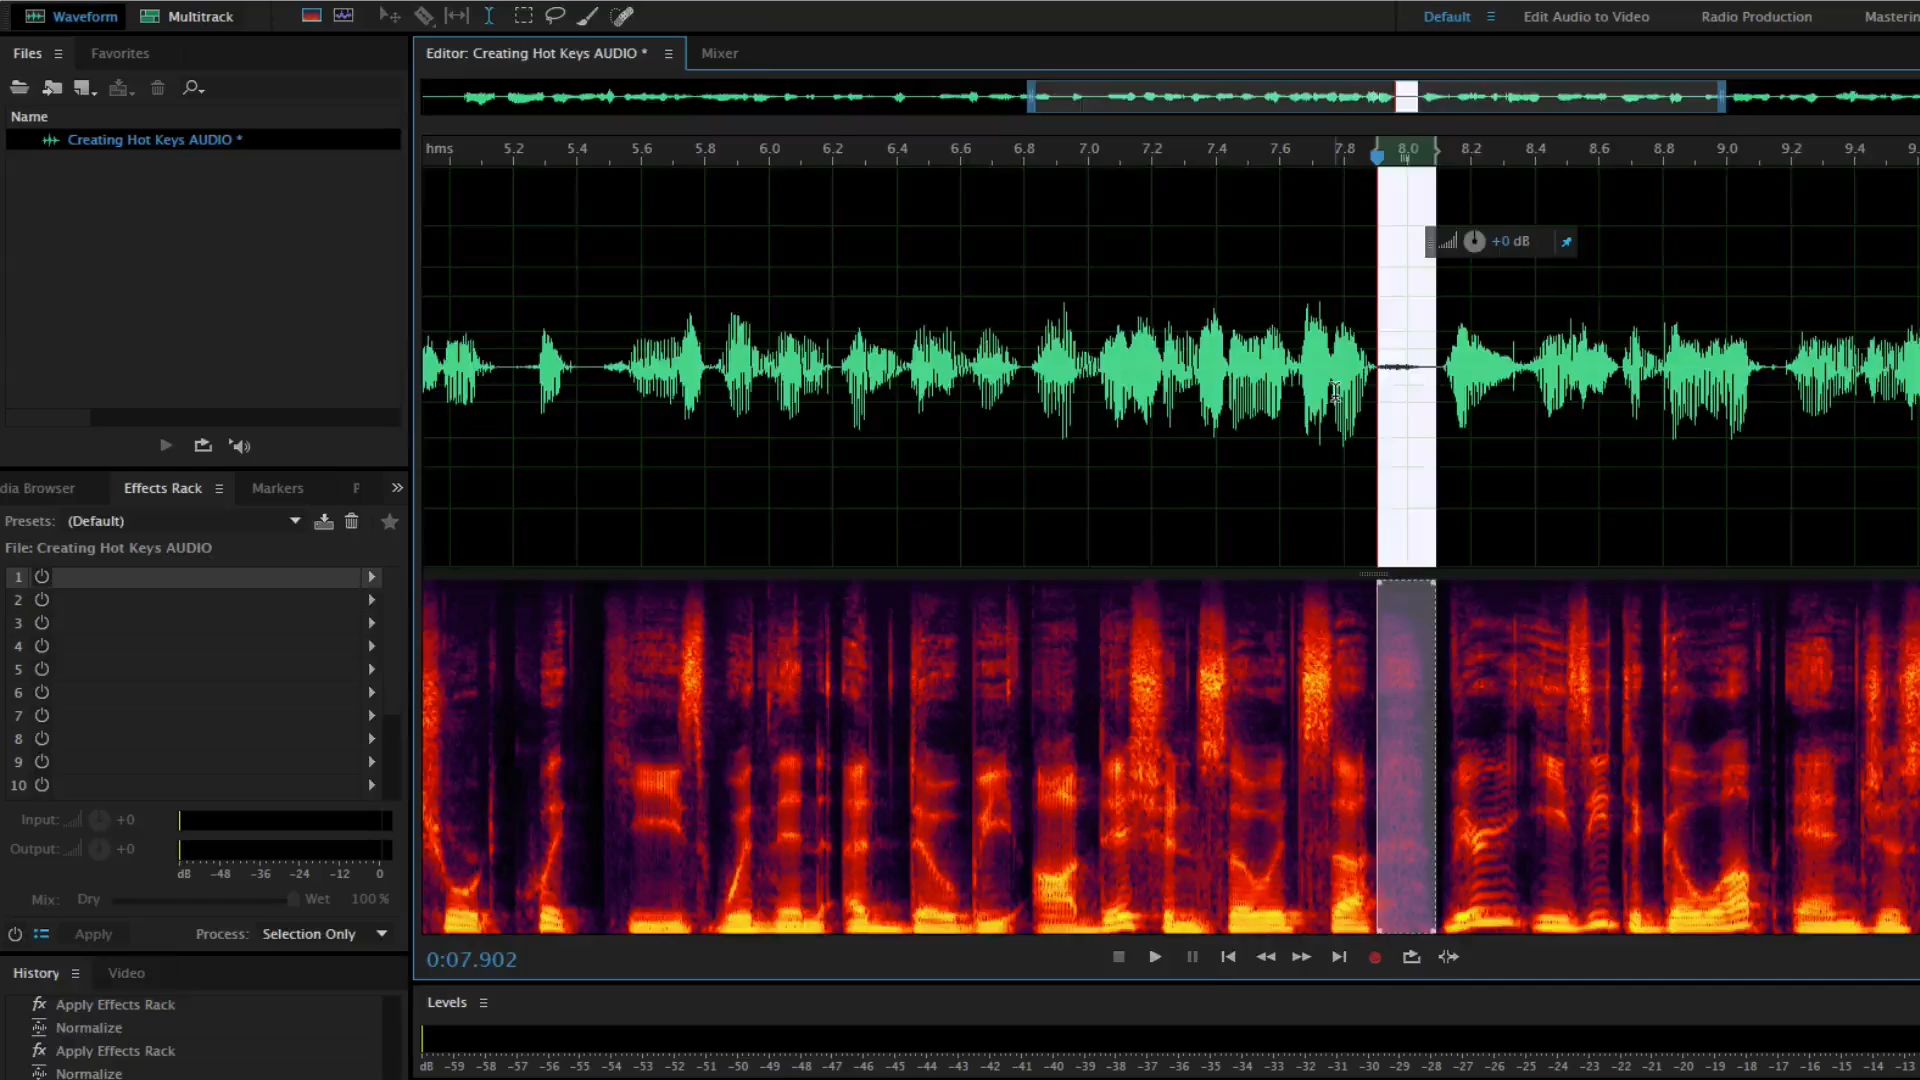 Waveform
Multitrack
Default
Edit Audio to Video
Radio Production
Masterin
Files
Favorites
Editor: Creating Hot Keys AUDIO *
Mixer
Name
Creating Hot Keys AUDIO *
hms 5.2 5.4 5.6 5.8 6.0 6.2 6.4 6.6 6.8 7.0 7.2 7.4 7.6 7.8 8.0 8.2 8.4 8.6 8.8 9.0 9.2 9.4 9.
+0 dB
dia Browser
Effects Rack
Markers
P
Presets: (Default)
File: Creating Hot Keys AUDIO
1
2
3
4
5
6
7
8
9
10
Input: +0
Output: +0
dB -48 -36 -24 -12 0
Mix: Dry Wet 100 %
Apply
Process: Selection Only
0:07.902
History
Video
Apply Effects Rack
Normalize
Apply Effects Rack
Normalize
Levels
dB -59 -58 -57 -56 -55 -54 -53 -52 -51 -50 -49 -48 -47 -46 -45 -44 -43 -42 -41 -40 -39 -38 -37 -36 -35 -34 -33 -32 -31 -30 -29 -28 -27 -26 -25 -24 -23 -22 -21 -20 -19 -18 -17 -16 -15 -14 -13